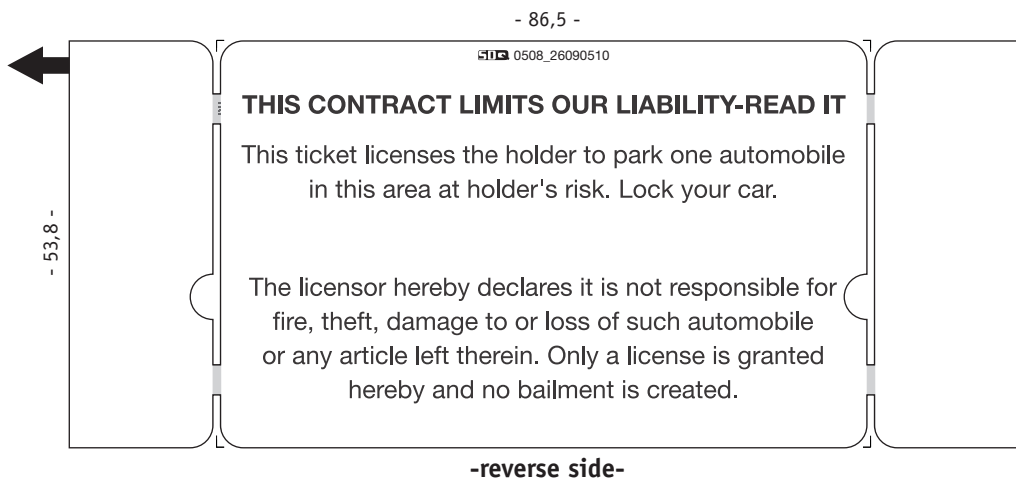 - 86,5 -
0508_26090510
THIS CONTRACT LIMITS OUR LIABILITY-READ IT
This ticket licenses the holder to park one automobile
in this area at holder's risk. Lock your car.
- 53,8 -
The licensor hereby declares it is not responsible for
fire, theft, damage to or loss of such automobile
or any article left therein. Only a license is granted
hereby and no bailment is created.
-reverse side-